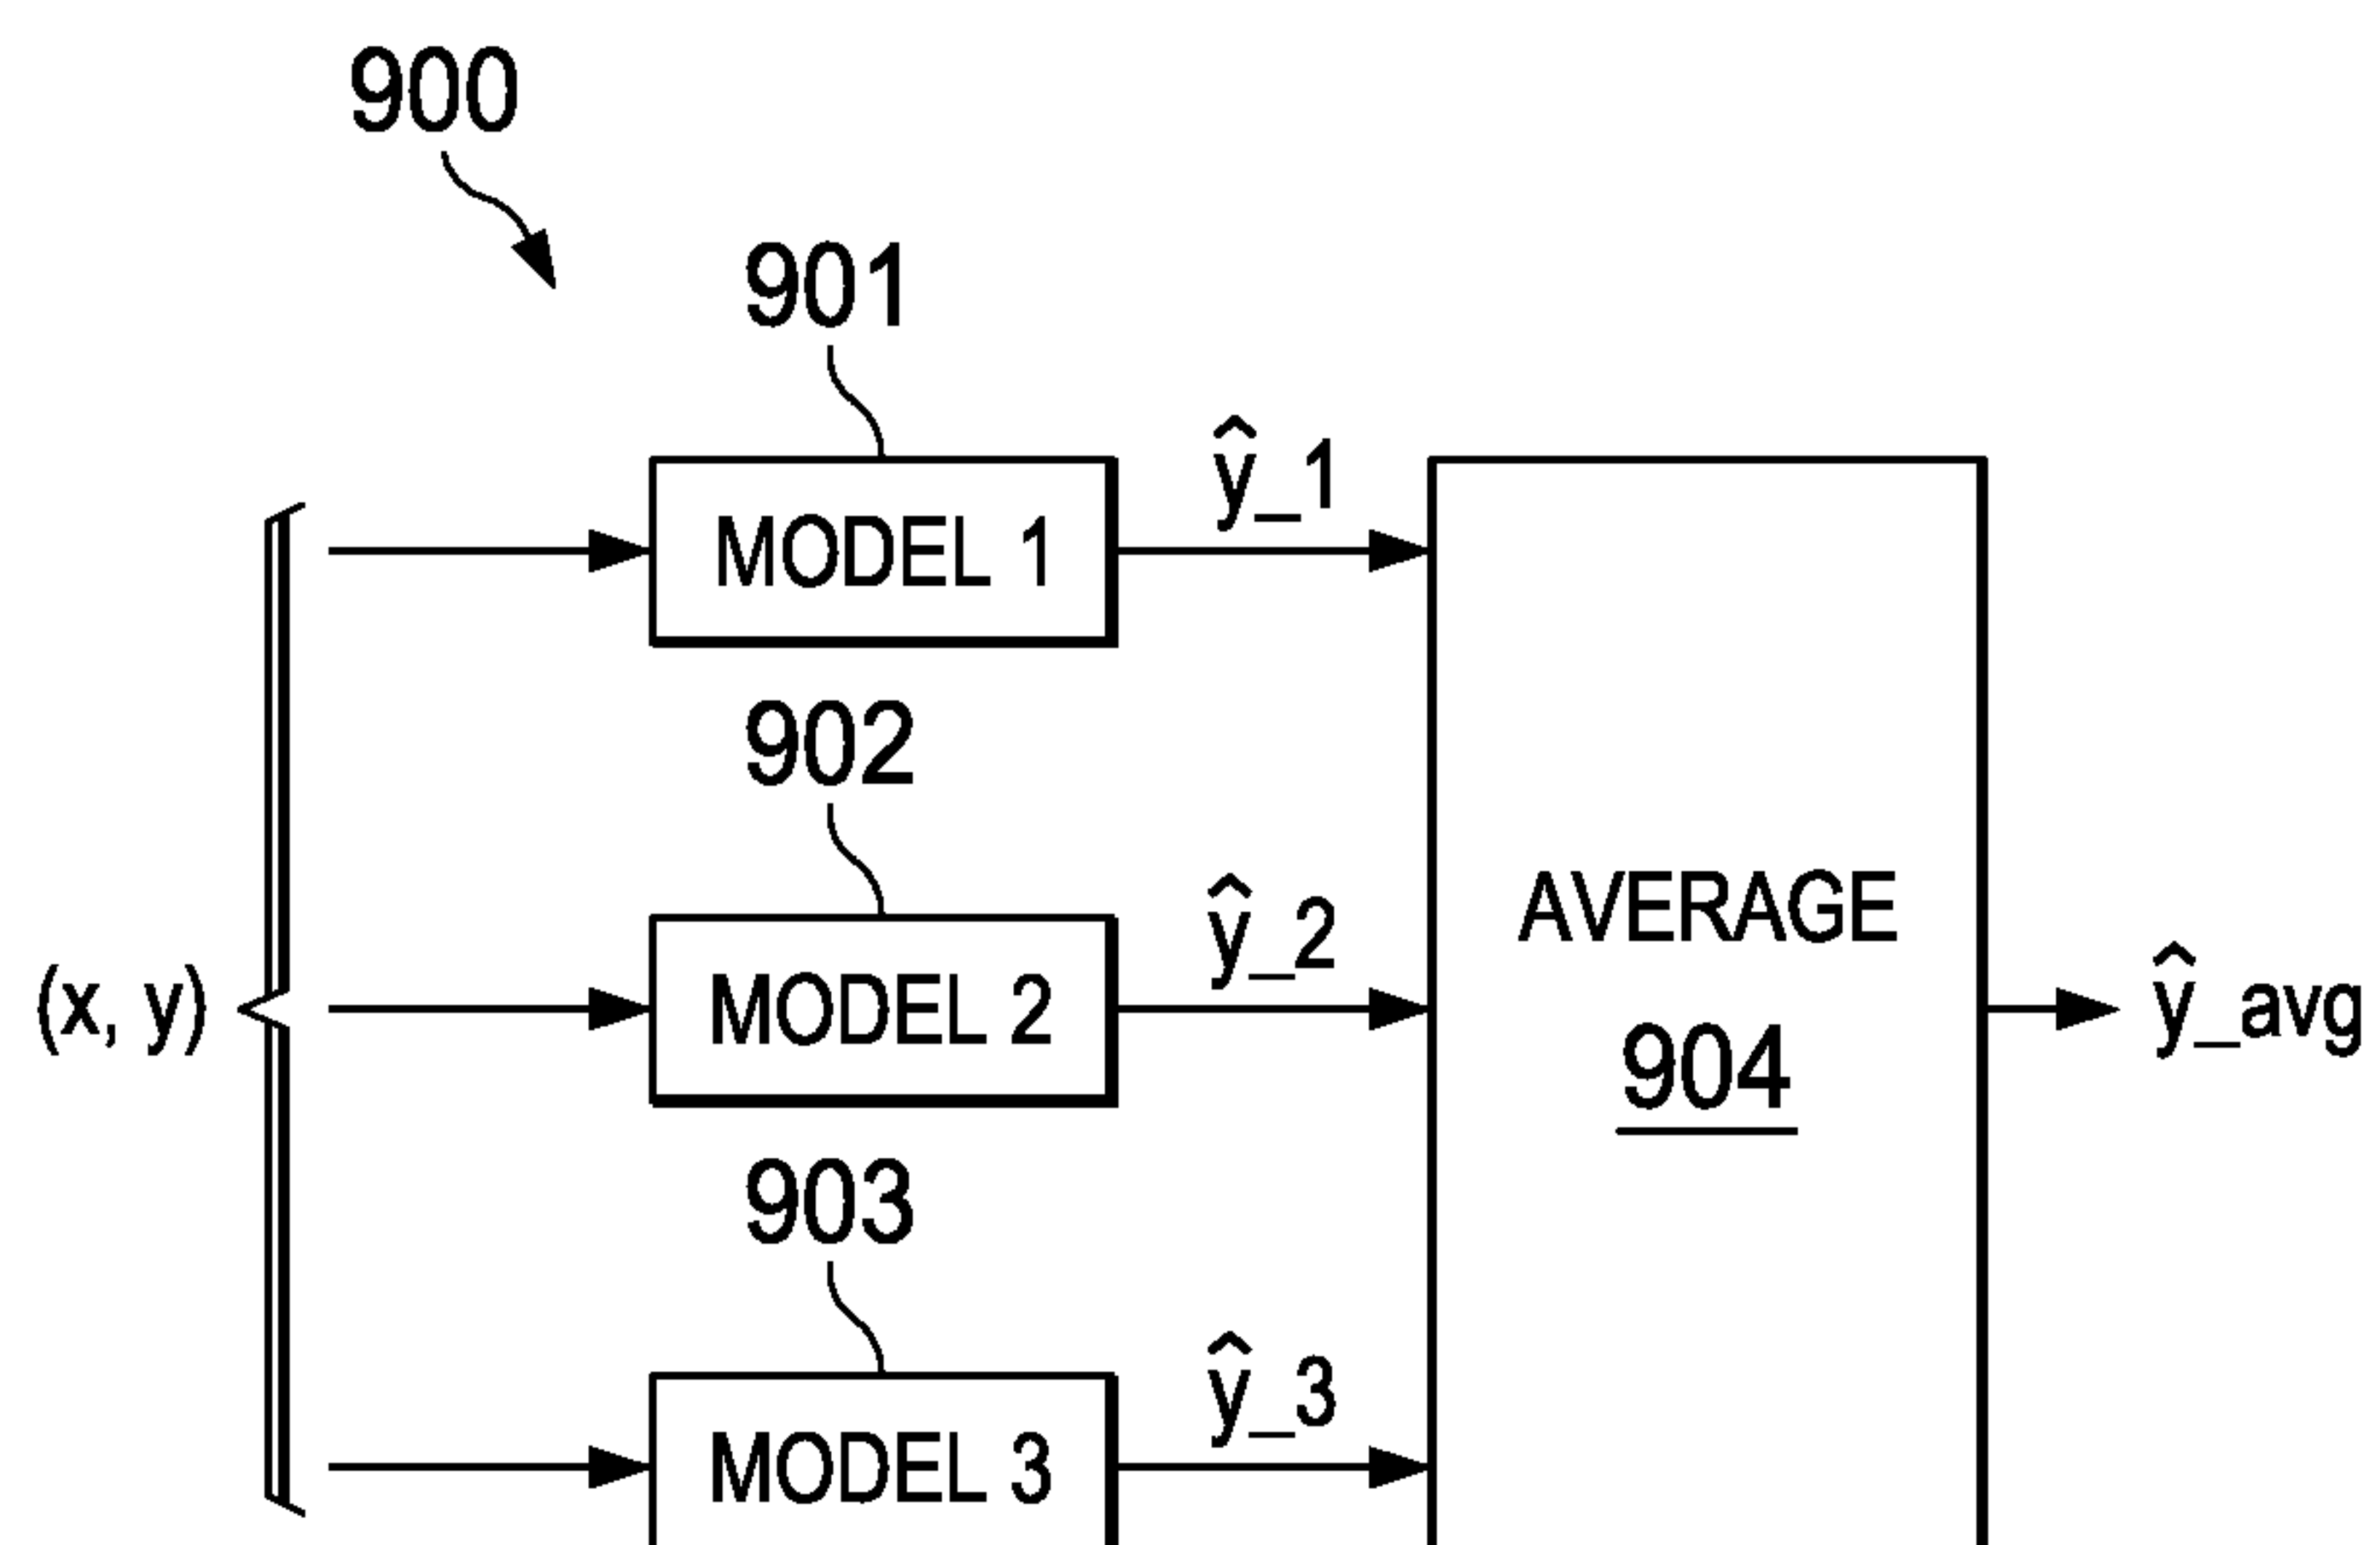 900
901
ŷ_1
MODEL 1
902
ŷ_2
AVERAGE
(x, y)
MODEL 2
ŷ_avg
904
903
ŷ_3
MODEL 3